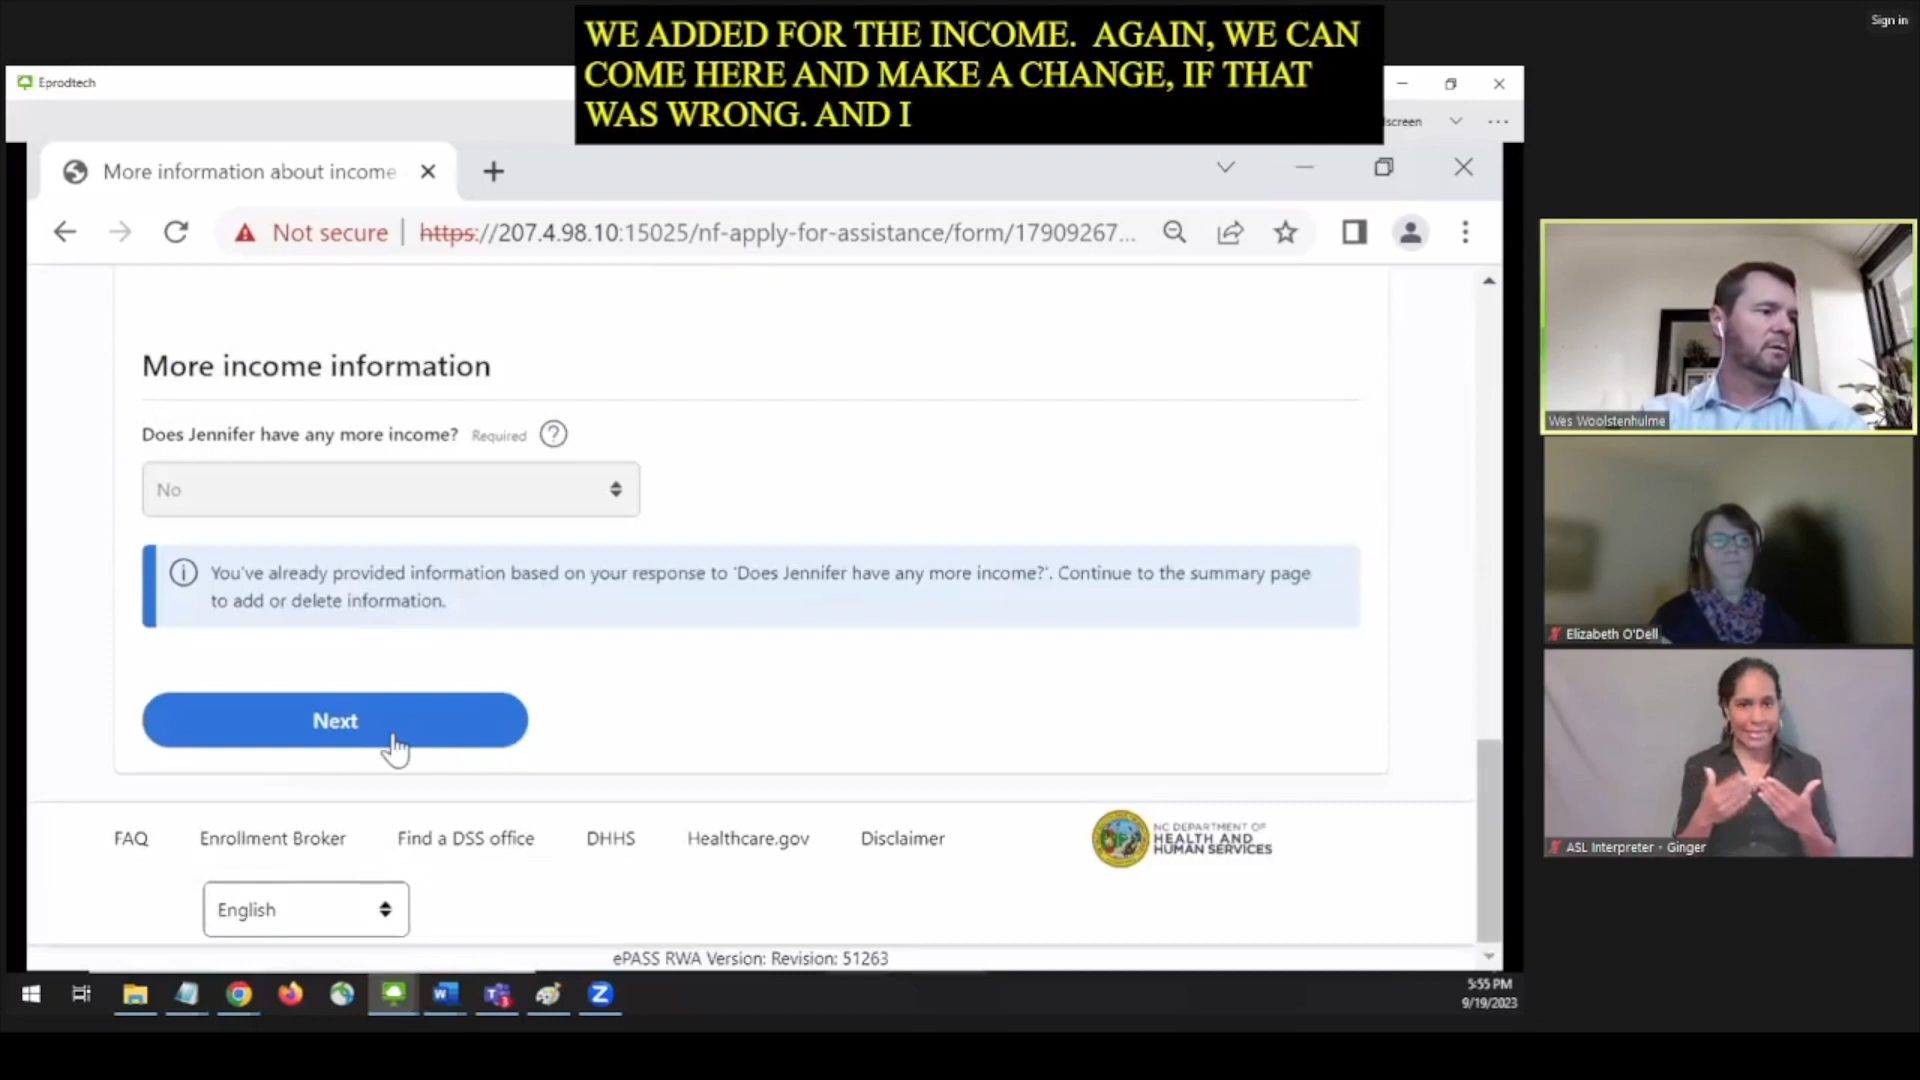 WE ADDED FOR THE INCOME. AGAIN, WE CAN
COME HERE AND MAKE A CHANGE, IF THAT
WAS WRONG. AND I
Sign in
Eprodtech
lscreen
More information about income
Not secure
https://207.4.98.10:15025/nf-apply-for-assistance/form/17909267...
More income information
Does Jennifer have any more income? Required ?
No
You've already provided information based on your response to 'Does Jennifer have any more income?'. Continue to the summary page
to add or delete information.
Next
FAQ Enrollment Broker Find a DSS office DHHS Healthcare.gov Disclaimer
NC DEPARTMENT OF
HEALTH AND
HUMAN SERVICES
English
ePASS RWA Version: Revision: 51263
5:55 PM
9/19/2023
Wes Woolstenhulme
Elizabeth O'Dell
ASL Interpreter - Ginger